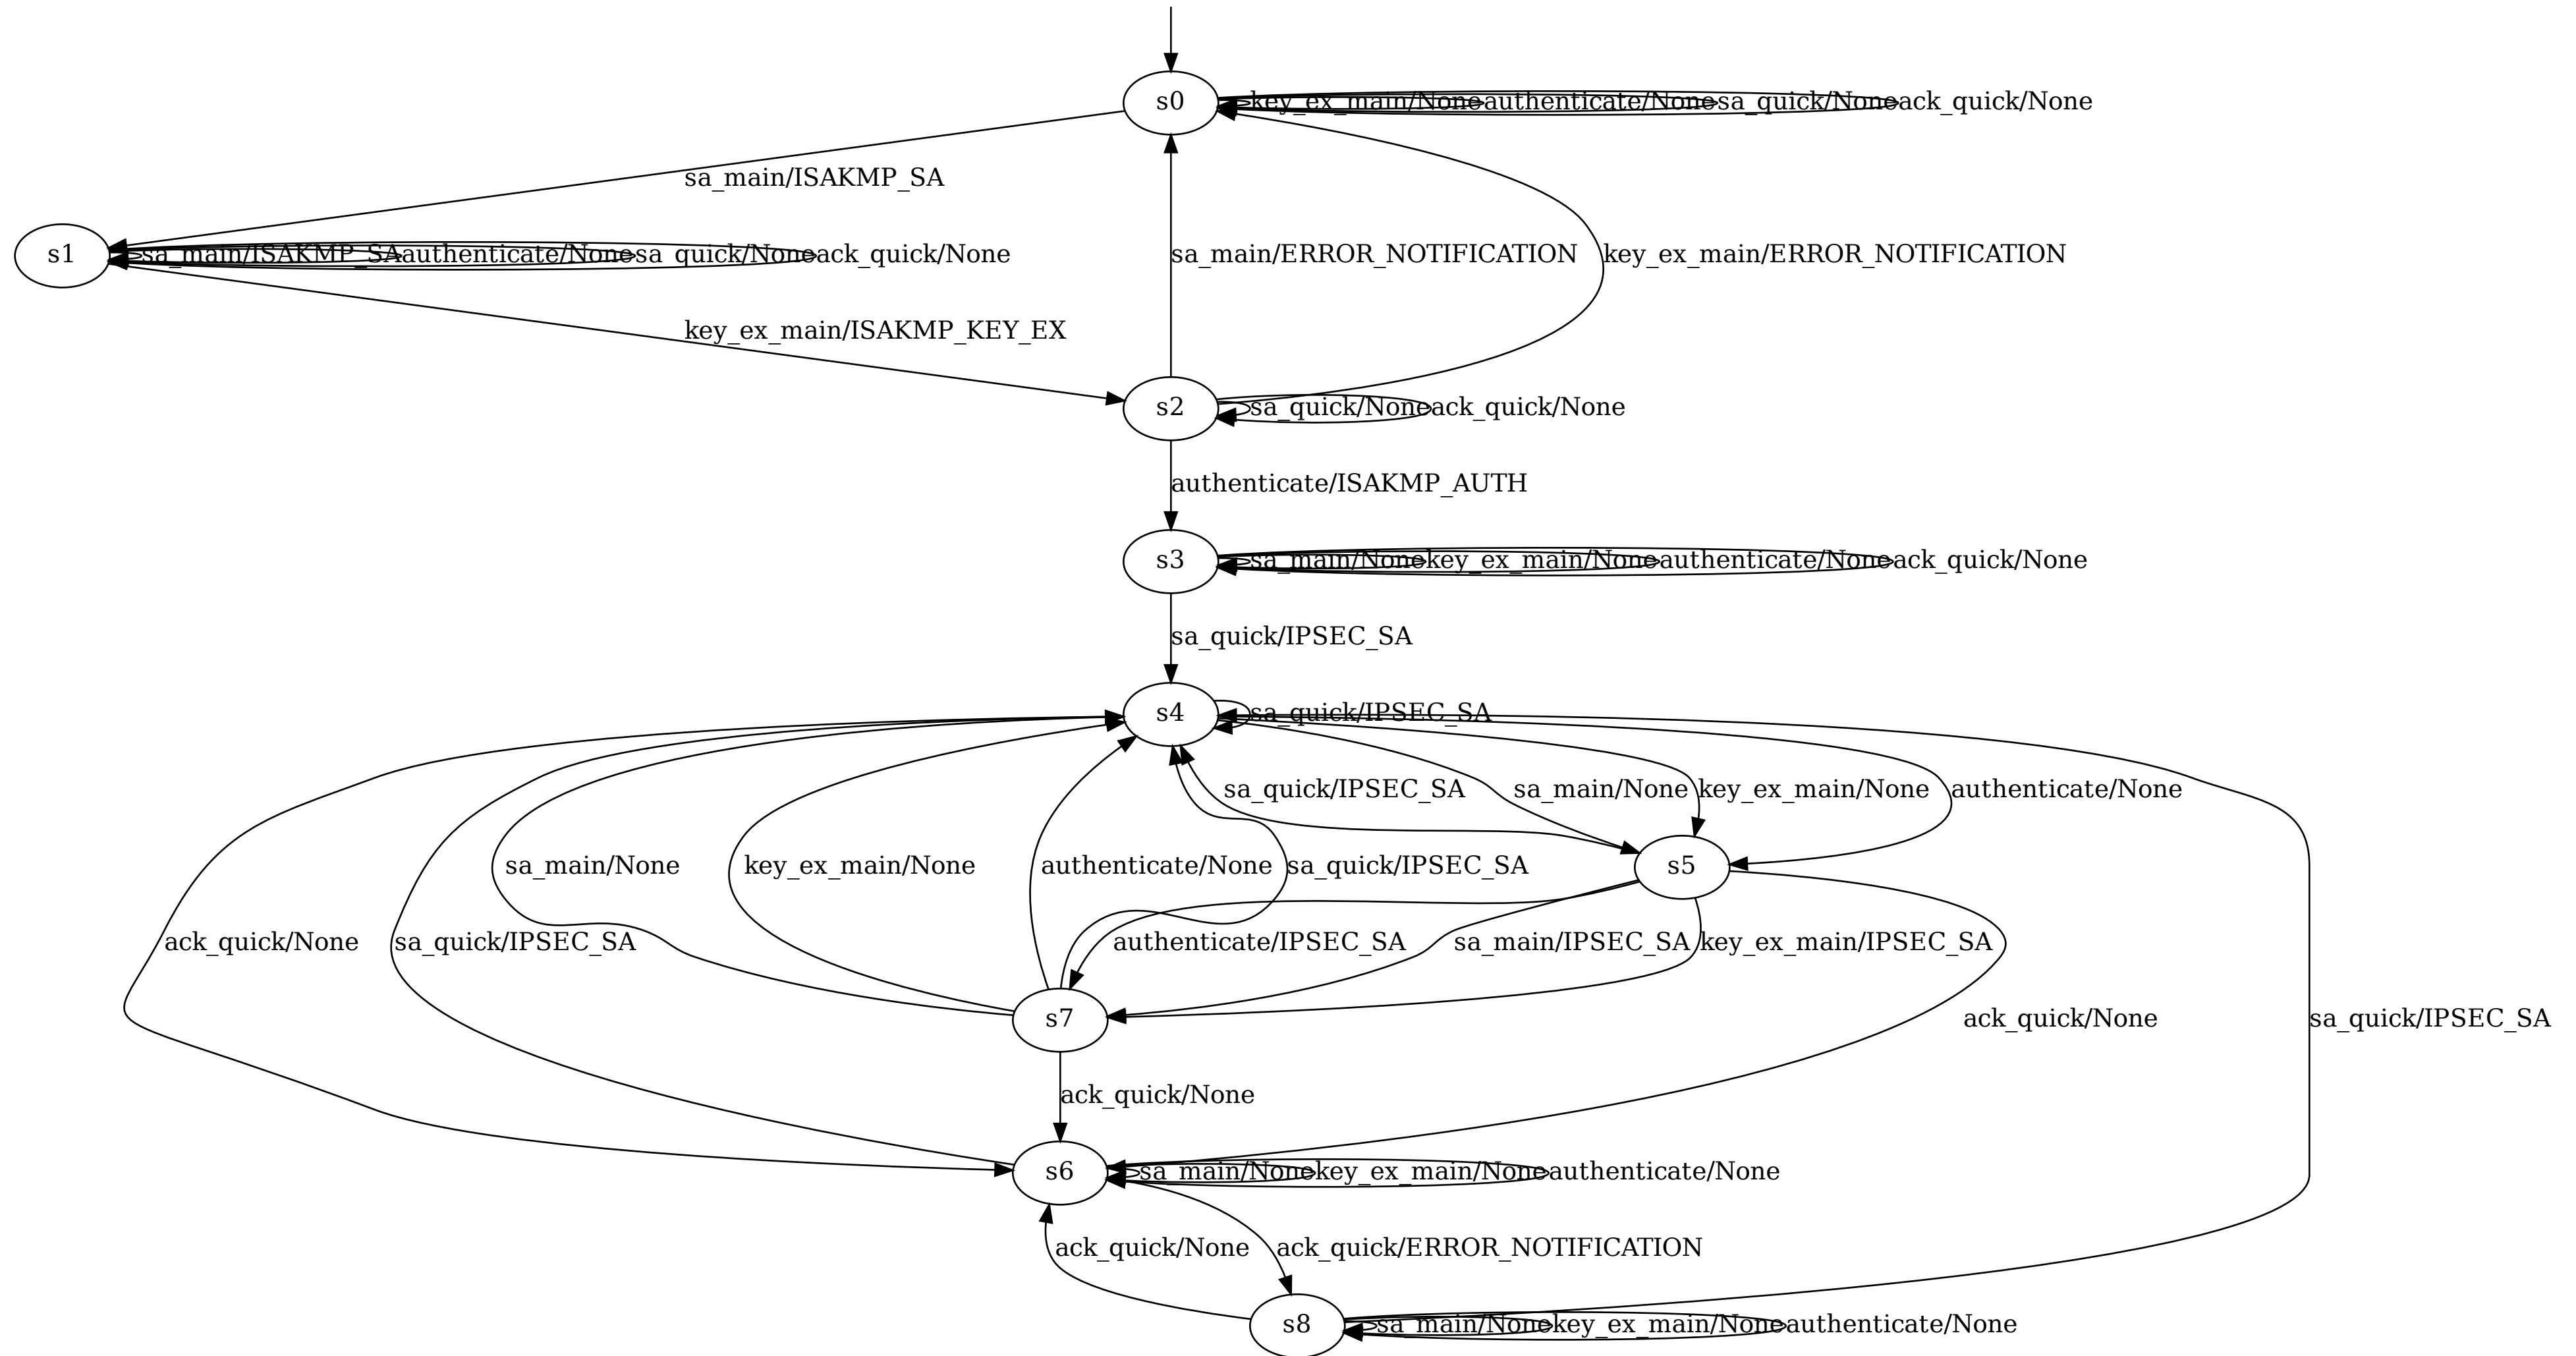 s0
key_ex_main/None
authenticate/None
sa_quick/None
ack_quick/None
sa_main/ISAKMP_SA
s1
sa_main/ISAKMP_SA
authenticate/None
sa_quick/None
ack_quick/None
sa_main/ERROR_NOTIFICATION
key_ex_main/ERROR_NOTIFICATION
key_ex_main/ISAKMP_KEY_EX
s2
sa_quick/None
ack_quick/None
authenticate/ISAKMP_AUTH
s3
sa_main/None
key_ex_main/None
authenticate/None
ack_quick/None
sa_quick/IPSEC_SA
s4
sa_quick/IPSEC_SA
sa_quick/IPSEC_SA
sa_main/None
key_ex_main/None
authenticate/None
sa_main/None
key_ex_main/None
authenticate/None
sa_quick/IPSEC_SA
s5
ack_quick/None
sa_quick/IPSEC_SA
authenticate/IPSEC_SA
sa_main/IPSEC_SA
key_ex_main/IPSEC_SA
s7
ack_quick/None
sa_quick/IPSEC_SA
ack_quick/None
s6
sa_main/None
key_ex_main/None
authenticate/None
ack_quick/None
ack_quick/ERROR_NOTIFICATION
s8
sa_main/None
key_ex_main/None
authenticate/None